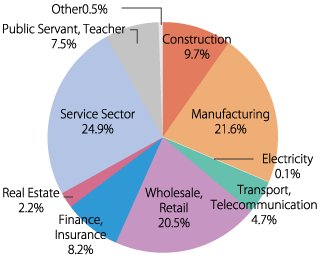 Other0.5%
Public Servant, Teacher
7.5%
Construction
9.7%
Service Sector
24.9%
Manufacturing
21.6%
Electricity
0.1%
Transport,
Telecommunication
4.7%
Real Estate
2.2%
Wholesale,
Retail
20.5%
Finance,
Insurance
8.2%